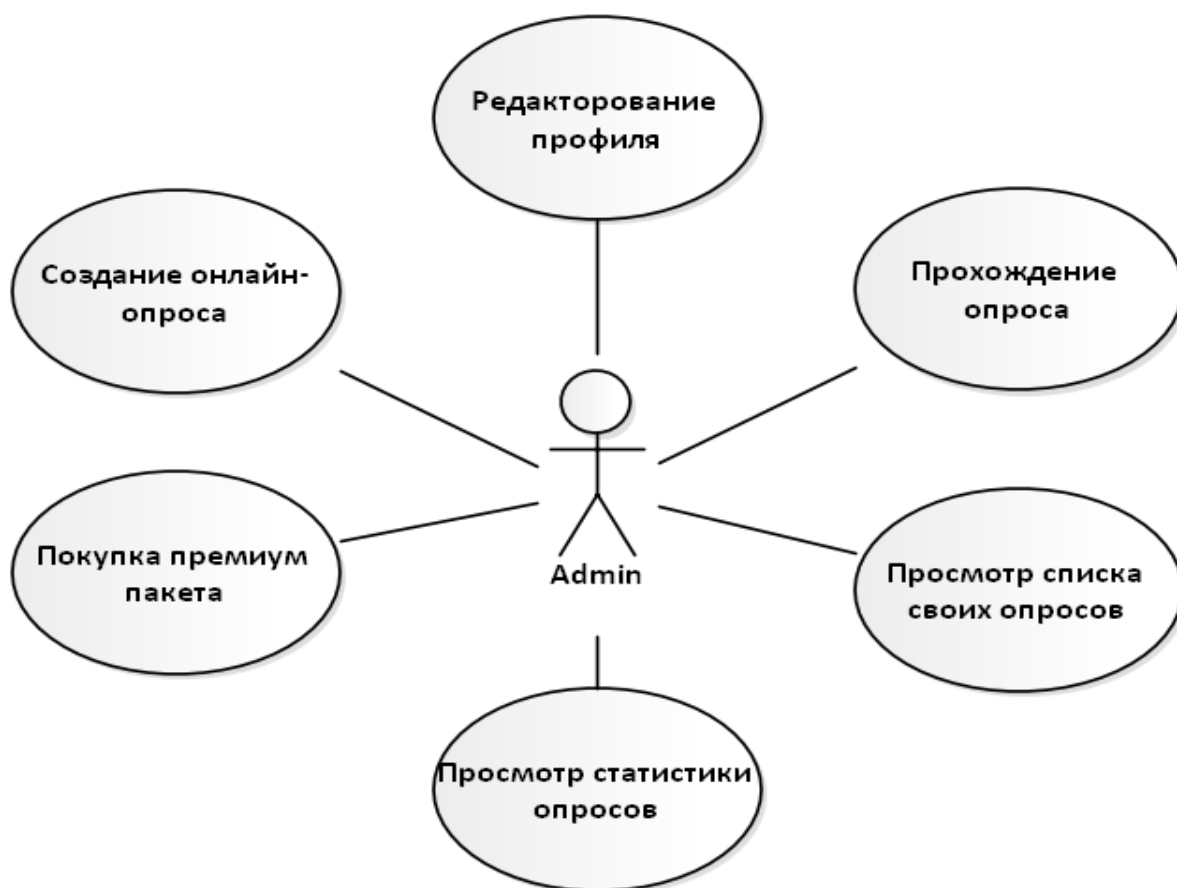 Редакторование
профиля
Создание онлайн-
опроса
Прохождение
опроса
Покупка премиум
пакета
Admin
Просмотр списка
своих опросов
Просмотр статистики
опросов